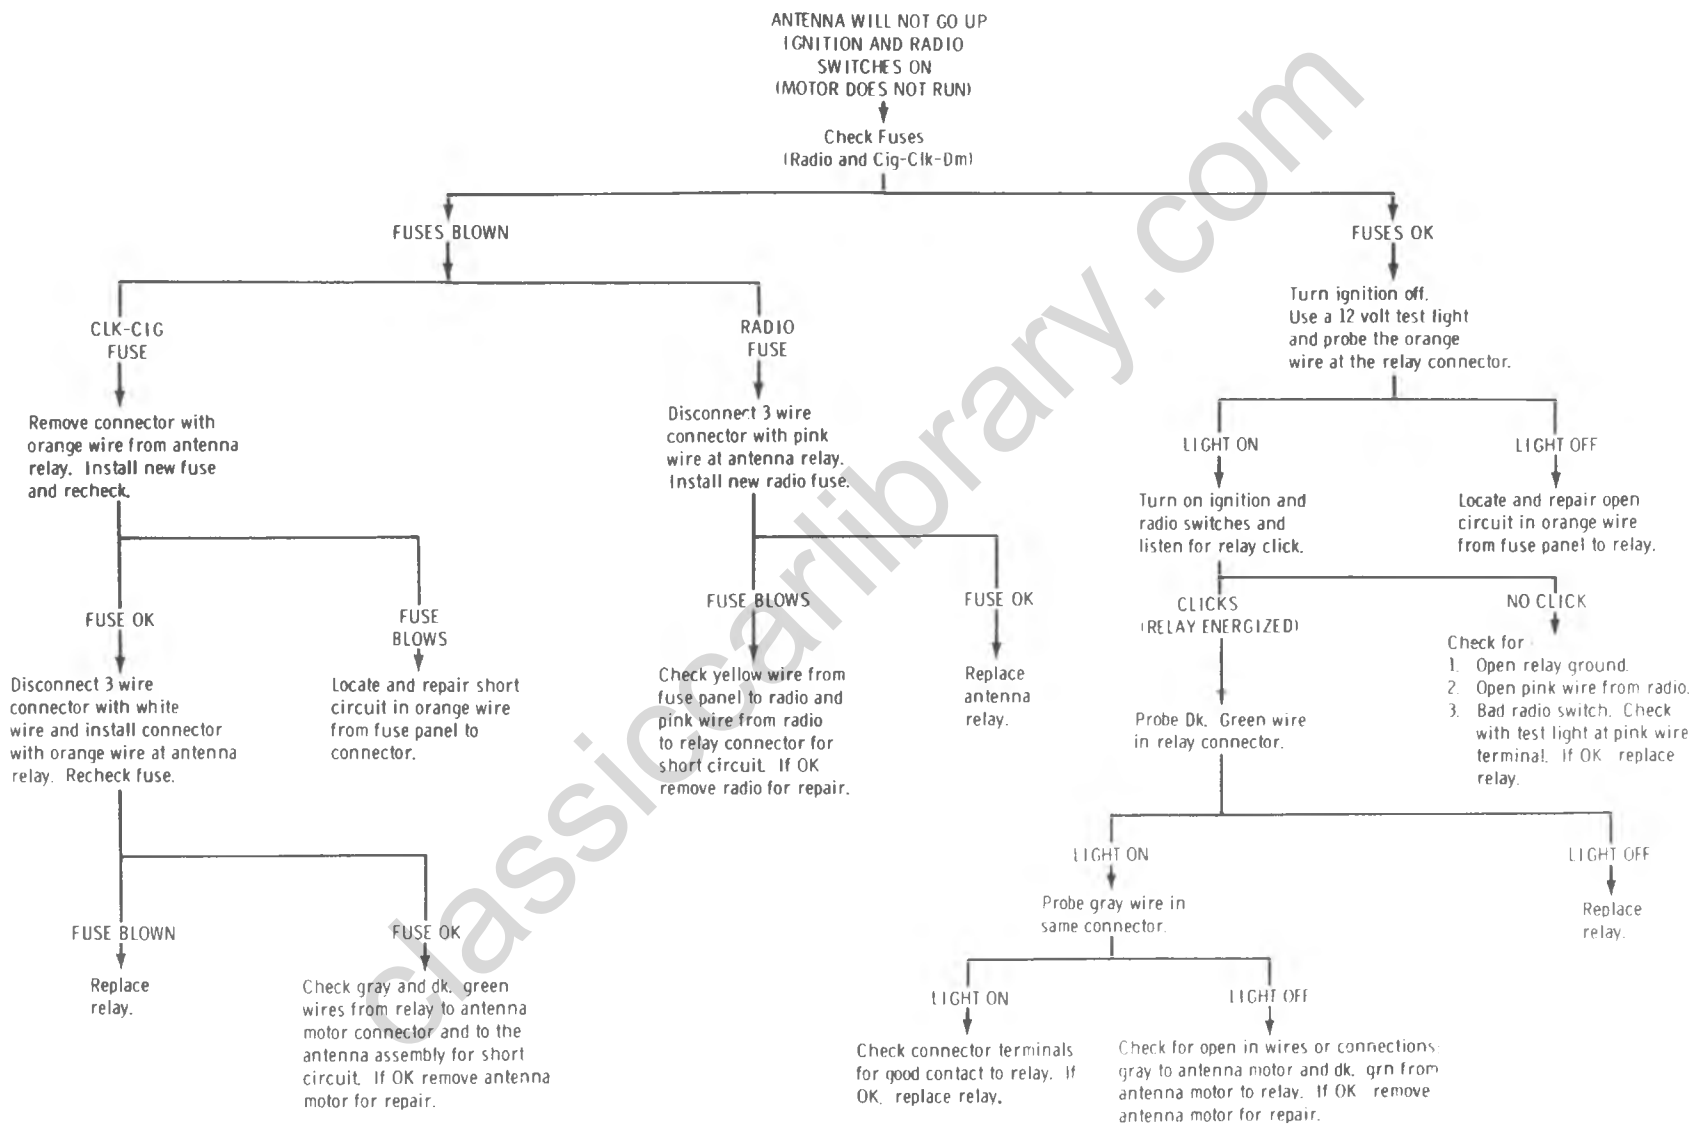 ANTENNA WILL NOT GO UP
IGNITION AND RADIO
SWITCHES ON
(MOTOR DOES NOT RUN)
Check Fuses
(Radio and Cig-Clk-Dm)
FUSES BLOWN
CLK-CIG
FUSE
Remove connector with
orange wire from antenna
relay. Install new fuse
and recheck.
FUSE OK
Disconnect 3 wire
connector with white
wire and install connector
with orange wire at antenna
relay. Recheck fuse.
FUSE BLOWN
Replace
relay.
FUSE OK
Check gray and dk. green
wires from relay to antenna
motor connector and to the
antenna assembly for short
circuit. If OK remove antenna
motor for repair.
FUSE
BLOWS
Locate and repair short
circuit in orange wire
from fuse panel to
connector.
RADIO
FUSE
Disconnect 3 wire
connector with pink
wire at antenna relay.
Install new radio fuse.
FUSE BLOWS
Check yellow wire from
fuse panel to radio and
pink wire from radio
to relay connector for
short circuit. If OK
remove radio for repair.
FUSE OK
Replace
antenna
relay.
FUSES OK
Turn ignition off.
Use a 12 volt test light
and probe the orange
wire at the relay connector.
LIGHT ON
Turn on ignition and
radio switches and
listen for relay click.
LIGHT OFF
Locate and repair open
circuit in orange wire
from fuse panel to relay.
CLICKS
(RELAY ENERGIZED)
Probe Dk. Green wire
in relay connector.
NO CLICK
Check for
1. Open relay ground.
2. Open pink wire from radio.
3. Bad radio switch. Check
with test light at pink wire
terminal. If OK replace
relay.
LIGHT ON
Probe gray wire in
same connector.
LIGHT OFF
Replace
relay.
LIGHT ON
Check connector terminals
for good contact to relay. If
OK, replace relay.
LIGHT OFF
Check for open in wires or connections
gray to antenna motor and dk. grn from
antenna motor to relay. If OK remove
antenna motor for repair.
classiccarlibrary.com